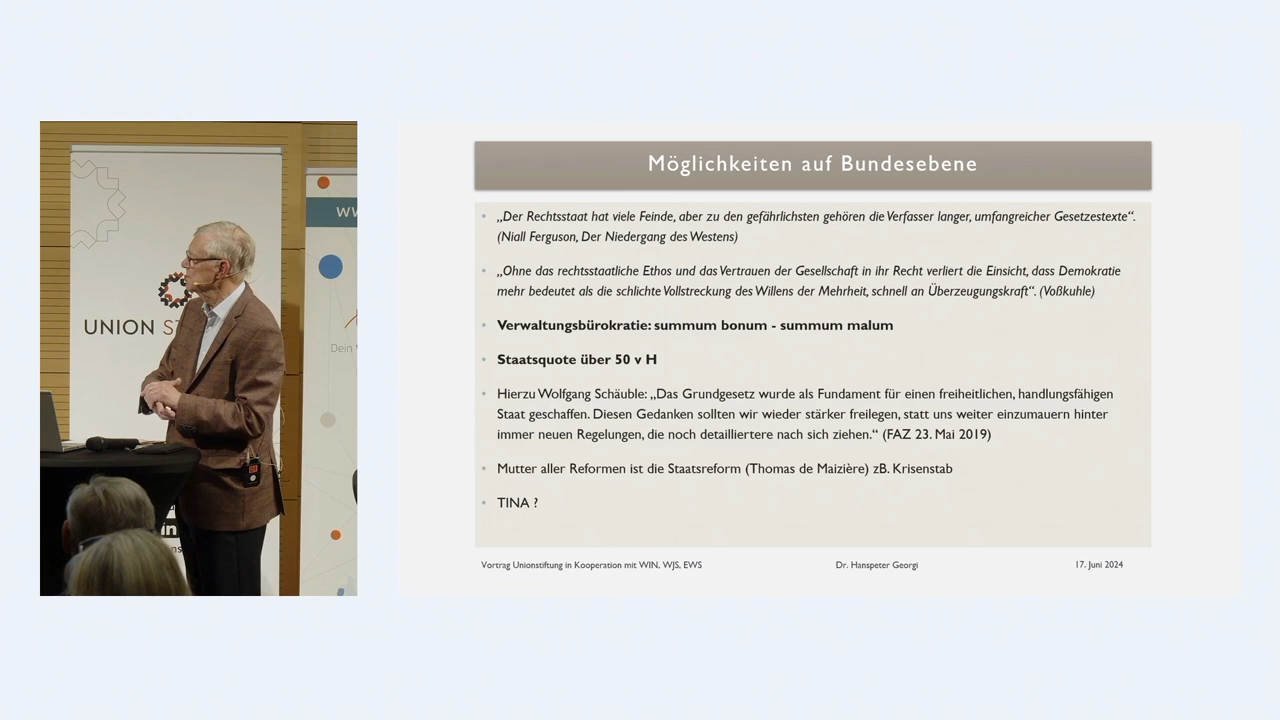 UNION
WW
Dein
in
Möglichkeiten auf Bundesebene
„Der Rechtsstaat hat viele Feinde, aber zu den gefährlichsten gehören die Verfasser langer, umfangreicher Gesetzestexte“.
(Niall Ferguson, Der Niedergang des Westens)
„Ohne das rechtsstaatliche Ethos und das Vertrauen der Gesellschaft in ihr Recht verliert die Einsicht, dass Demokratie
mehr bedeutet als die schlichte Vollstreckung des Willens der Mehrheit, schnell an Überzeugungskraft“. (Voßkuhle)
Verwaltungsbürokratie: summum bonum - summum malum
Staatsquote über 50 v H
Hierzu Wolfgang Schäuble: „Das Grundgesetz wurde als Fundament für einen freiheitlichen, handlungsfähigen
Staat geschaffen. Diesen Gedanken sollten wir wieder stärker freilegen, statt uns weiter einzumauern hinter
immer neuen Regelungen, die noch detailliertere nach sich ziehen.“ (FAZ 23. Mai 2019)
Mutter aller Reformen ist die Staatsreform (Thomas de Maizière) zB. Krisenstab
TINA ?
Vortrag Unionstiftung in Kooperation mit WIN, WJS, EWS
Dr. Hanspeter Georgi
17. Juni 2024